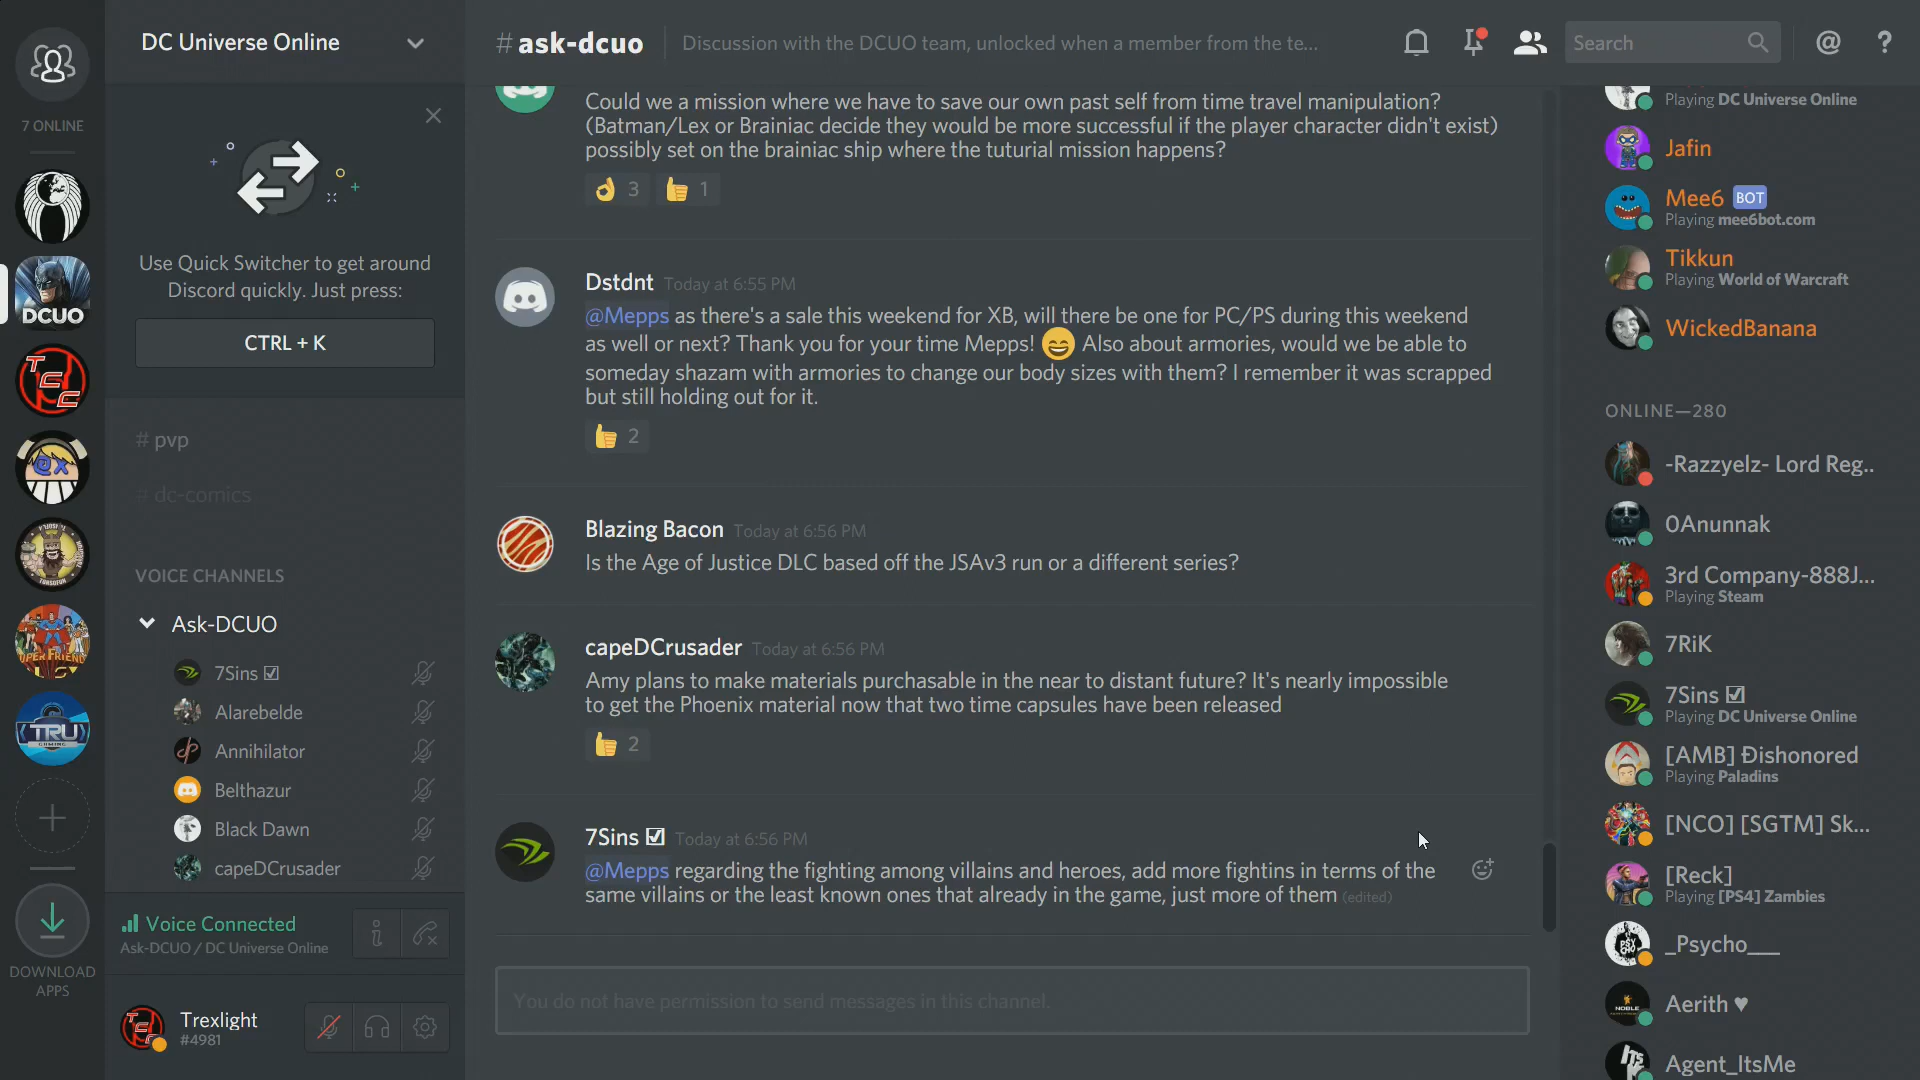 7 ONLINE
DCUO
DOWNLOAD
APPS
DC Universe Online
Use Quick Switcher to get around
Discord quickly. Just press:
CTRL + K
# pvp
# dc-comics
VOICE CHANNELS
Ask-DCUO
7Sins ☑
Alarebelde
Annihilator
Belthazur
Black Dawn
capeDCrusader
Voice Connected
Ask-DCUO / DC Universe Online
Trexlight
#4981
# ask-dcuo
Discussion with the DCUO team, unlocked when a member from the te...
Search
@ ?
Could we a mission where we have to save our own past self from time travel manipulation?
(Batman/Lex or Brainiac decide they would be more successful if the player character didn't exist)
possibly set on the brainiac ship where the tuturial mission happens?
👌 3 👍 1
Dstdnt Today at 6:55 PM
@Mepps as there's a sale this weekend for XB, will there be one for PC/PS during this weekend
as well or next? Thank you for your time Mepps! 😄 Also about armories, would we be able to
someday shazam with armories to change our body sizes with them? I remember it was scrapped
but still holding out for it.
👍 2
Blazing Bacon Today at 6:56 PM
Is the Age of Justice DLC based off the JSAv3 run or a different series?
capeDCrusader Today at 6:56 PM
Amy plans to make materials purchasable in the near to distant future? It's nearly impossible
to get the Phoenix material now that two time capsules have been released
👍 2
7Sins ☑ Today at 6:56 PM
@Mepps regarding the fighting among villains and heroes, add more fightins in terms of the
same villains or the least known ones that already in the game, just more of them (edited)
You do not have permission to send messages in this channel.
Playing DC Universe Online
Jafin
Mee6 BOT
Playing mee6bot.com
Tikkun
Playing World of Warcraft
WickedBanana
ONLINE—280
-Razzyelz- Lord Reg..
0Anunnak
3rd Company-888J...
Playing Steam
7RiK
7Sins ☑
Playing DC Universe Online
[AMB] Ðishonored
Playing Paladins
[NCO] [SGTM] Sk...
[Reck]
Playing [PS4] Zambies
_Psycho___
Aerith ♥
Agent_ItsMe